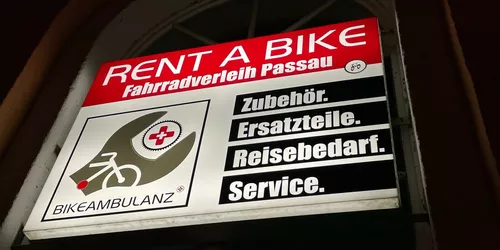 RENT A BIKE
Fahrradverleih Passau
Zubehör.
Ersatzteile.
Reisebedarf.
Service.
BIKEAMBULANZ